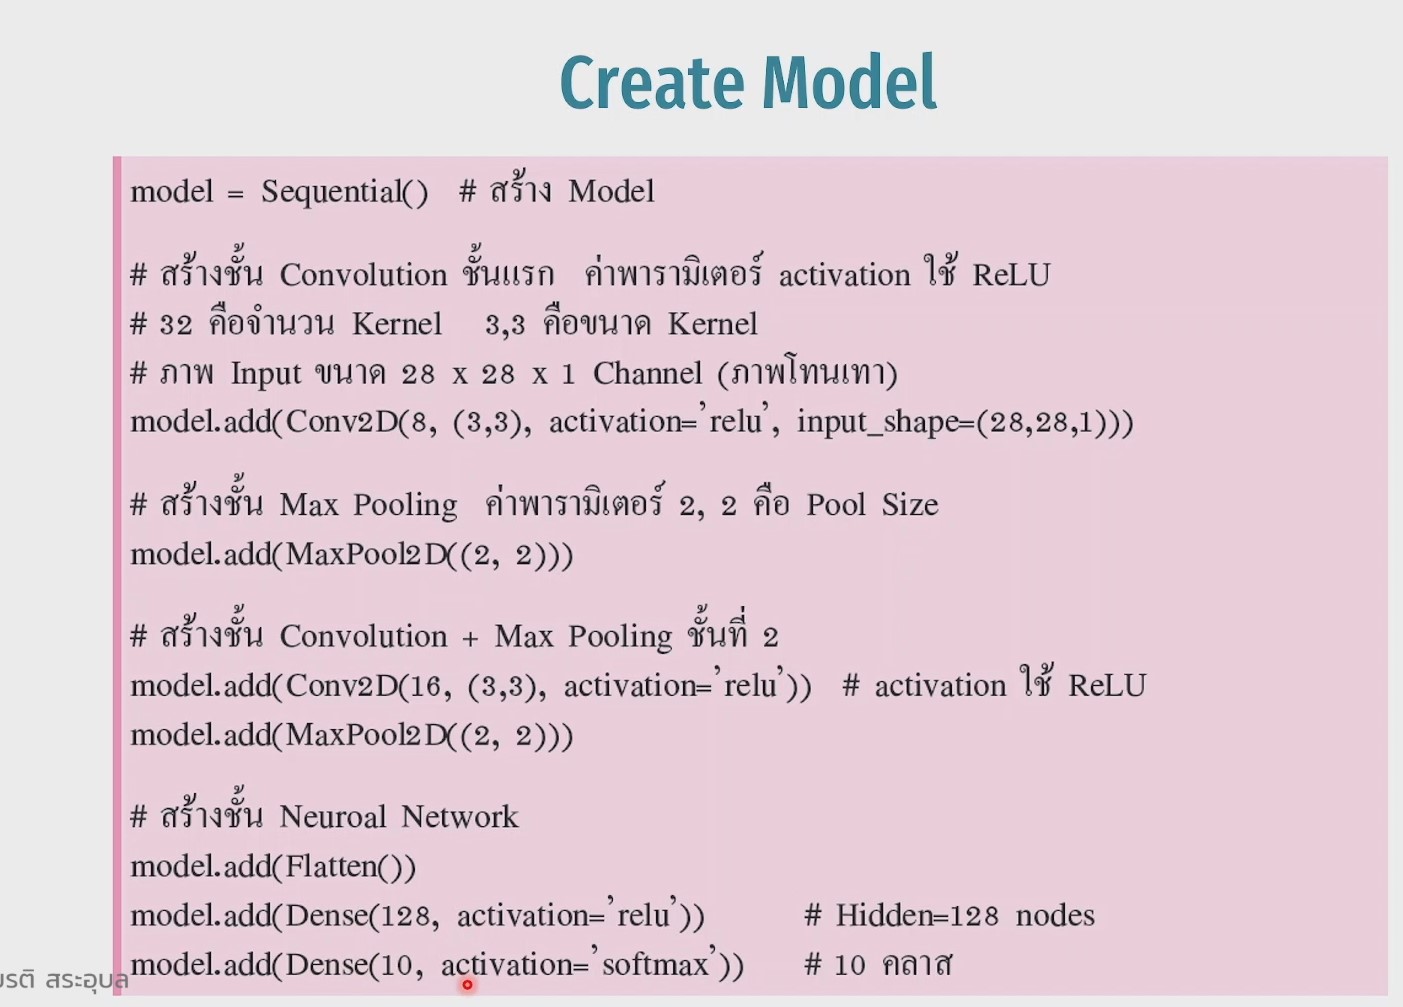 Create Model
model = Sequential() # สร้าง Model
# สร้างชั้น Convolution ชั้นแรก ค่าพารามิเตอร์ activation ใช้ ReLU
# 32 คือจำนวน Kernel 3,3 คือขนาด Kernel
# ภาพ Input ขนาด 28 x 28 x 1 Channel (ภาพโทนเทา)
model.add(Conv2D(8, (3,3), activation='relu', input_shape=(28,28,1)))
# สร้างชั้น Max Pooling ค่าพารามิเตอร์ 2, 2 คือ Pool Size
model.add(MaxPool2D((2, 2)))
# สร้างชั้น Convolution + Max Pooling ชั้นที่ 2
model.add(Conv2D(16, (3,3), activation='relu')) # activation ใช้ ReLU
model.add(MaxPool2D((2, 2)))
# สร้างชั้น Neuroal Network
model.add(Flatten())
model.add(Dense(128, activation='relu')) # Hidden=128 nodes
model.add(Dense(10, activation='softmax')) # 10 คลาส
สระอุบล